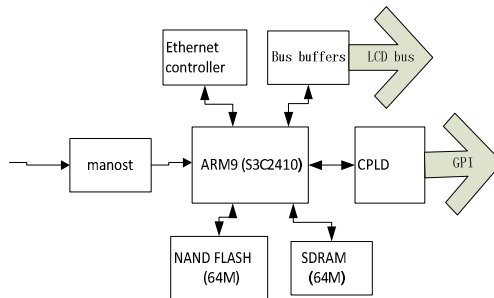 Ethernet
controller
Bus buffers
LCD bus
manost
ARM9 (S3C2410)
CPLD
GPI
NAND FLASH
(64M)
SDRAM
(64M)